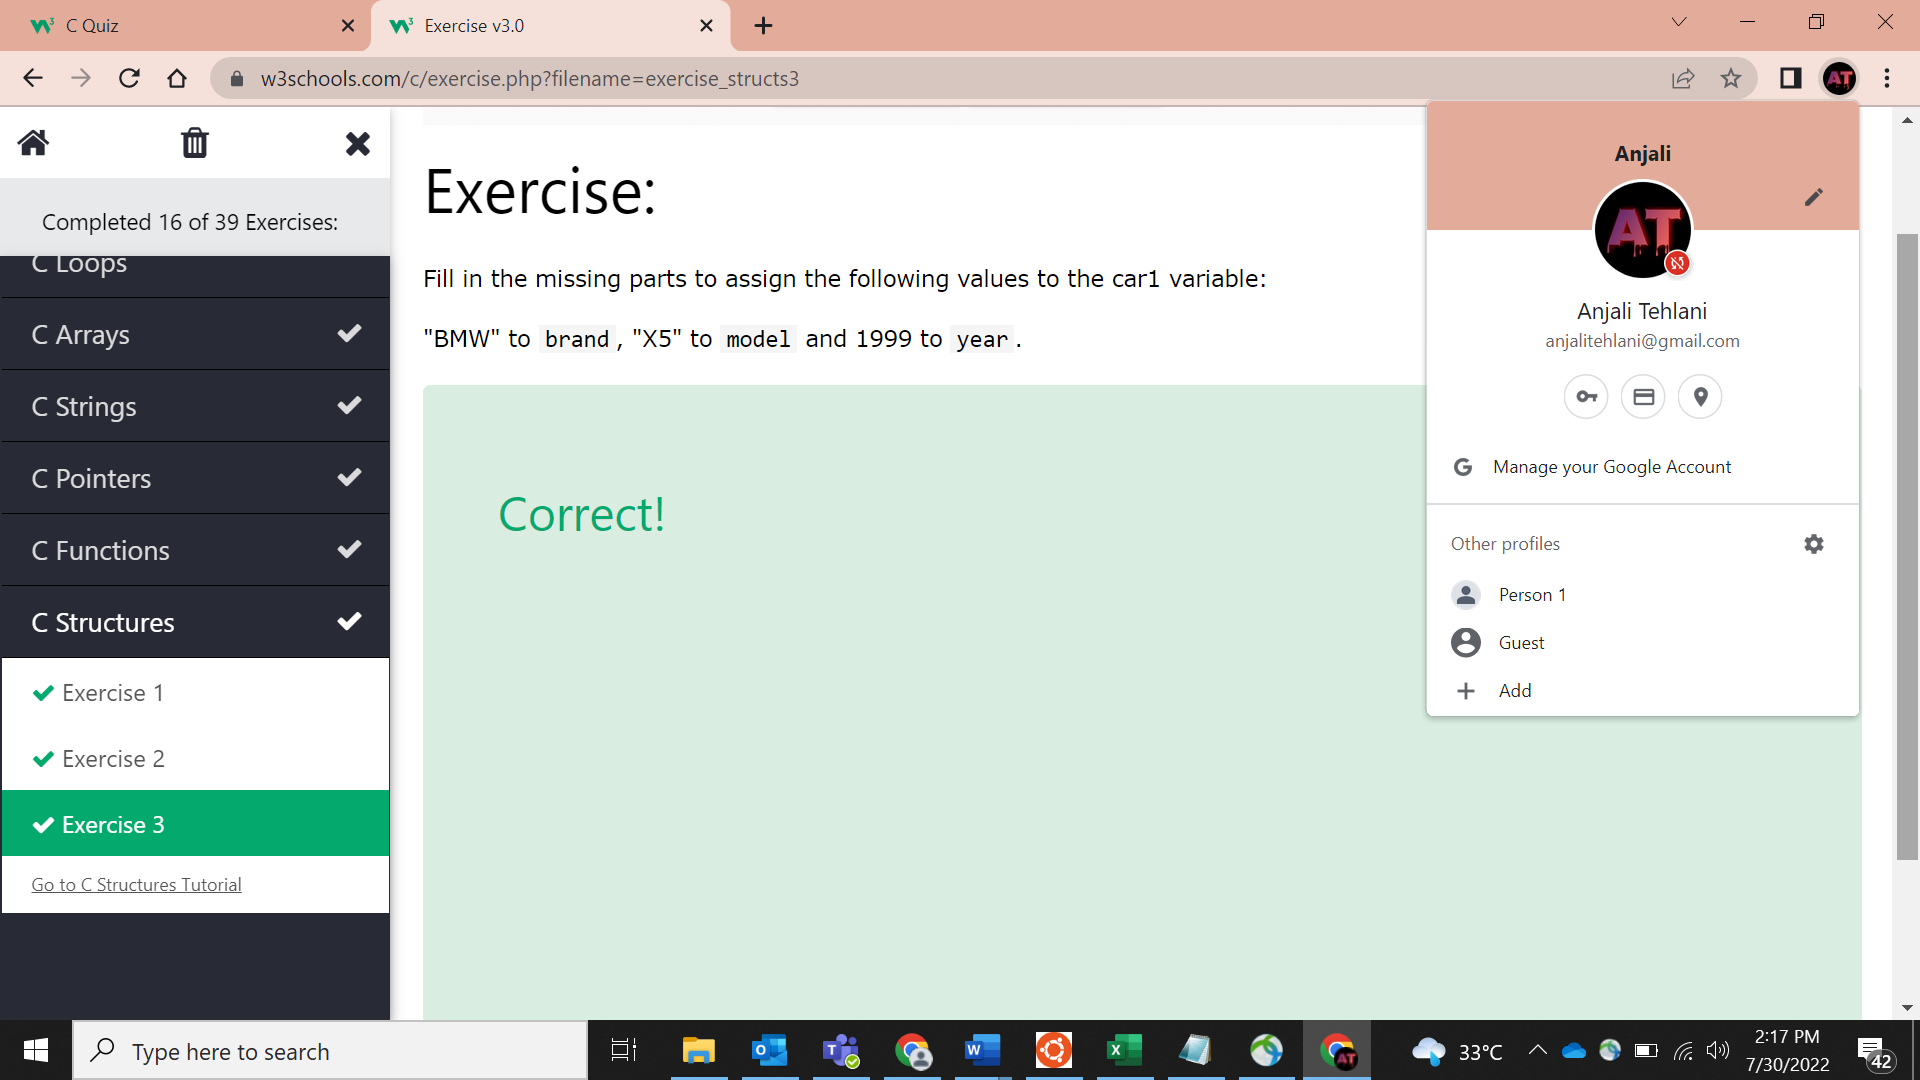 C Quiz
Exercise v3.0
w3schools.com/c/exercise.php?filename=exercise_structs3
AT
Completed 16 of 39 Exercises:
C Loops
C Arrays
C Strings
C Pointers
C Functions
C Structures
Exercise 1
Exercise 2
Exercise 3
Go to C Structures Tutorial
Exercise:
Fill in the missing parts to assign the following values to the car1 variable:
"BMW" to brand, "X5" to model and 1999 to year.
Correct!
Anjali
AT
Anjali Tehlani
anjalitehlani@gmail.com
G Manage your Google Account
Other profiles
Person 1
Guest
Add
Type here to search
33°C
2:17 PM
7/30/2022
42